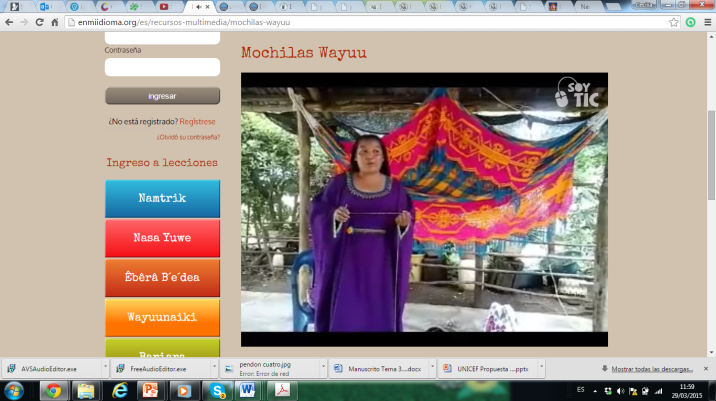 enmiidioma.org/es/recursos-multimedia/mochilas-wayuu
Contraseña
Mochilas Wayuu
SOY
TIC
ingresar
¿No está registrado? Regístrese
¿Olvidó su contraseña?
Ingreso a lecciones
Namtrik
Nasa Yuwe
Êbêrâ B´e´dea
Wayuunaiki
AVSAudioEditor.exe
FreeAudioEditor.exe
pendon cuatro.jpg
Error: Error de red
Manuscrito Tema 3....docx
UNICEF Propuesta ....pptx
Mostrar todas las descargas...
ES
11:59
29/03/2015